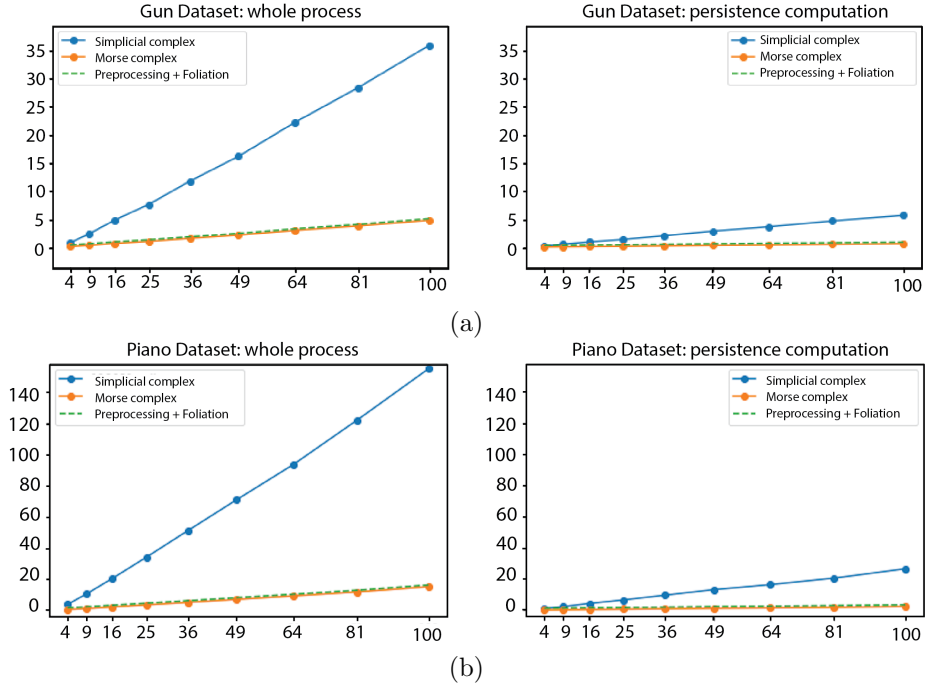 Gun Dataset: whole process
35
30
25
20
15
10
5
0
Simplicial complex
Morse complex
Preprocessing + Foliation
4 9 16 25 36 49 64 81 100
Gun Dataset: persistence computation
35
30
25
20
15
10
5
0
Simplicial complex
Morse complex
Preprocessing + Foliation
4 9 16 25 36 49 64 81 100
(a)
Piano Dataset: whole process
140
120
100
80
60
40
20
0
Simplicial complex
Morse complex
Preprocessing + Foliation
4 9 16 25 36 49 64 81 100
Piano Dataset: persistence computation
140
120
100
80
60
40
20
0
Simplicial complex
Morse complex
Preprocessing + Foliation
4 9 16 25 36 49 64 81 100
(b)